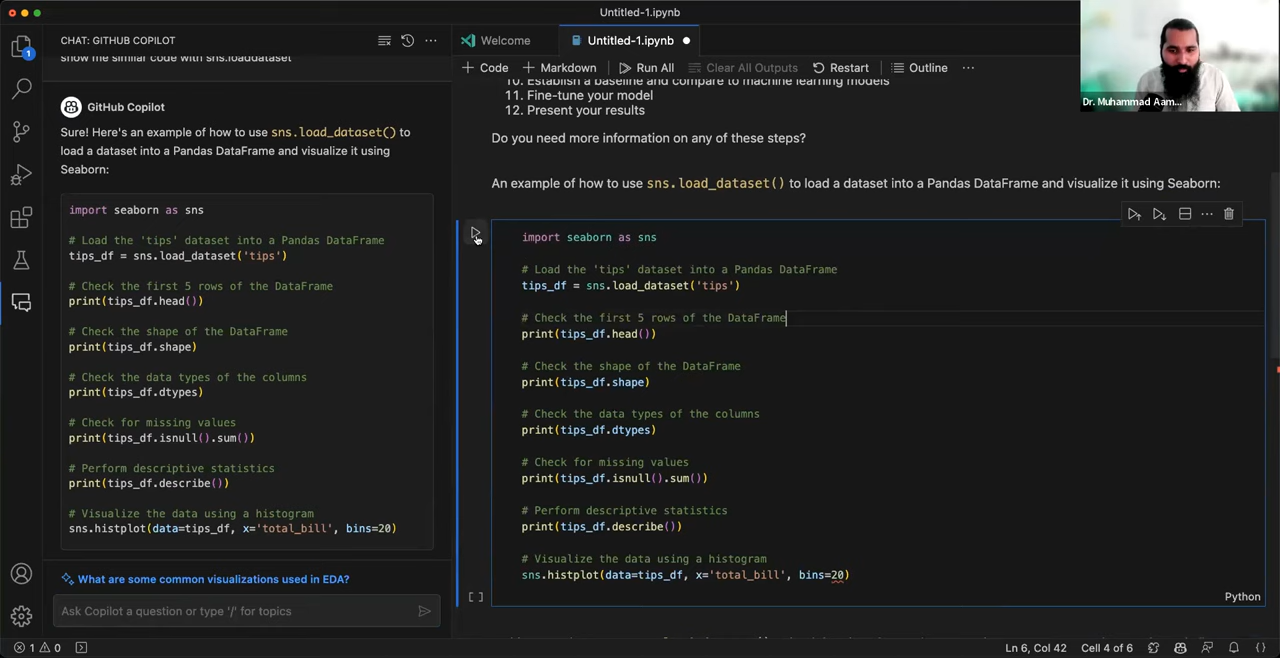 Untitled-1.ipynb
CHAT: GITHUB COPILOT
show me similar code with sns.loaddataset
GitHub Copilot
Sure! Here's an example of how to use sns.load_dataset() to
load a dataset into a Pandas DataFrame and visualize it using
Seaborn:
import seaborn as sns
# Load the 'tips' dataset into a Pandas DataFrame
tips_df = sns.load_dataset('tips')
# Check the first 5 rows of the DataFrame
print(tips_df.head())
# Check the shape of the DataFrame
print(tips_df.shape)
# Check the data types of the columns
print(tips_df.dtypes)
# Check for missing values
print(tips_df.isnull().sum())
# Perform descriptive statistics
print(tips_df.describe())
# Visualize the data using a histogram
sns.histplot(data=tips_df, x='total_bill', bins=20)
What are some common visualizations used in EDA?
Ask Copilot a question or type '/' for topics
Welcome
Untitled-1.ipynb
+ Code + Markdown Run All Clear All Outputs Restart Outline ...
10. Establish a baseline and compare to machine learning models
11. Fine-tune your model
12. Present your results
Do you need more information on any of these steps?
An example of how to use sns.load_dataset() to load a dataset into a Pandas DataFrame and visualize it using Seaborn:
import seaborn as sns
# Load the 'tips' dataset into a Pandas DataFrame
tips_df = sns.load_dataset('tips')
# Check the first 5 rows of the DataFrame
print(tips_df.head())
# Check the shape of the DataFrame
print(tips_df.shape)
# Check the data types of the columns
print(tips_df.dtypes)
# Check for missing values
print(tips_df.isnull().sum())
# Perform descriptive statistics
print(tips_df.describe())
# Visualize the data using a histogram
sns.histplot(data=tips_df, x='total_bill', bins=20)
[ ]
Python
Dr. Muhammad Aam...
1
1 0
Ln 6, Col 42 Cell 4 of 6